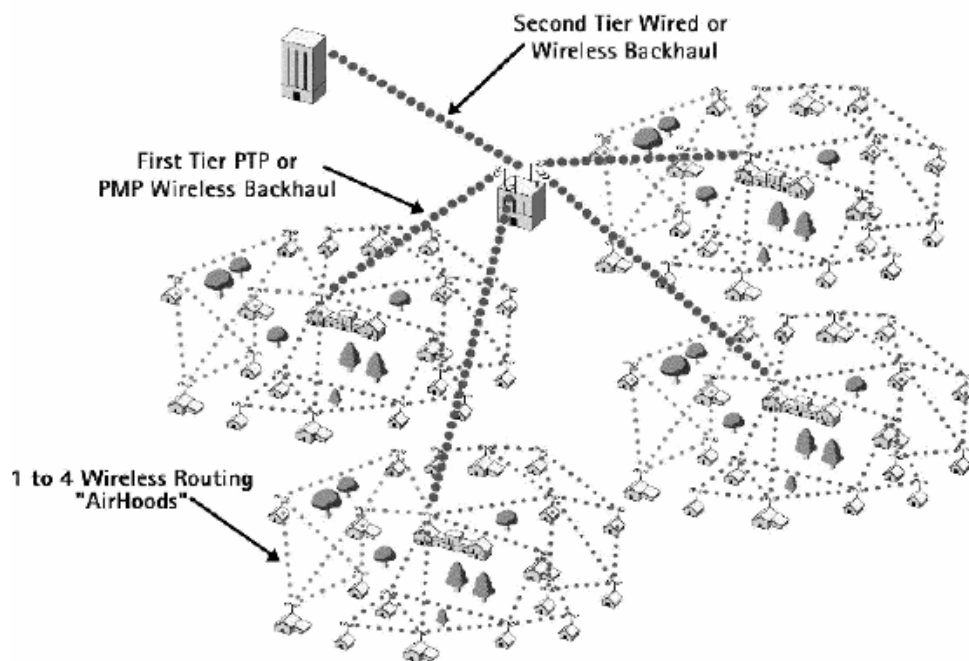 Second Tier Wired or
Wireless Backhaul
First Tier PTP or
PMP Wireless Backhaul
1 to 4 Wireless Routing
"AirHoods"